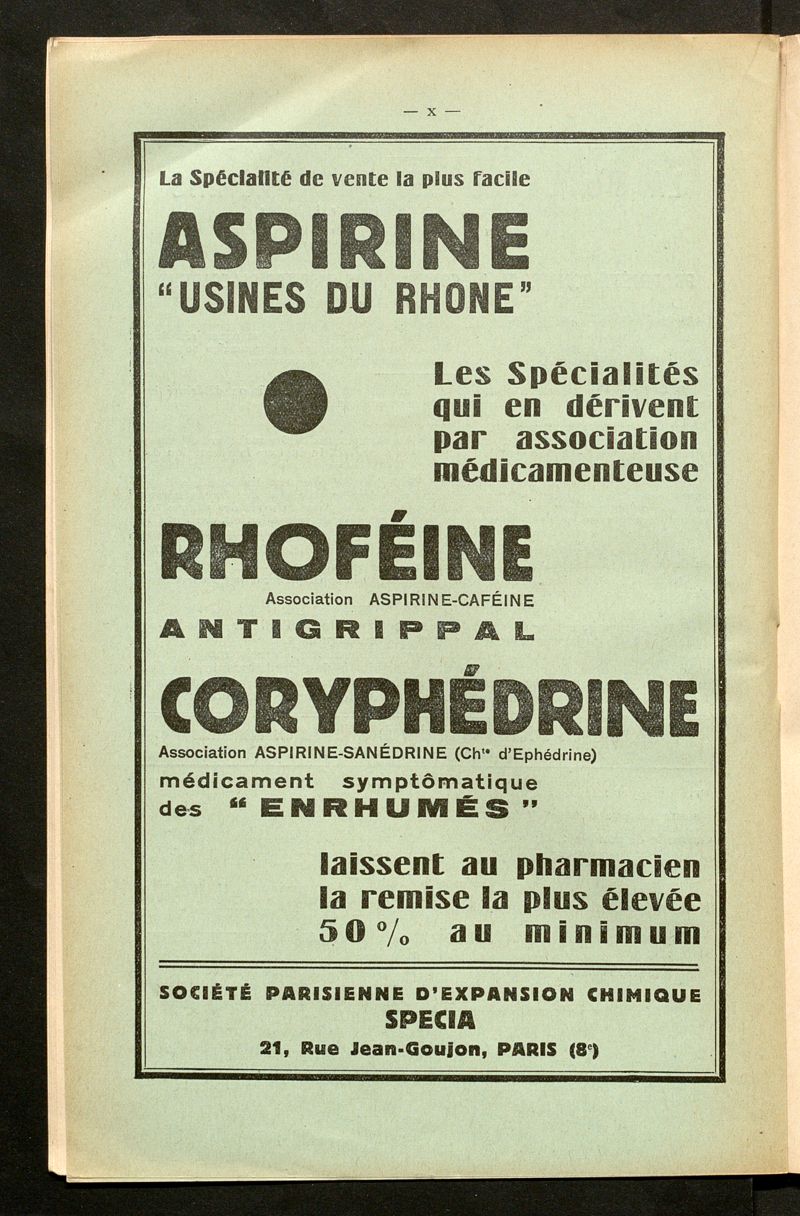 — x —
La Spécialité de vente la plus facile
ASPIRINE
“USINES DU RHONE”
Les Spécialités
qui en dérivent
par association
médicamenteuse
RHOFÉINE
Association ASPIRINE-CAFÉINE
ANTIGRIPPAL
CORYPHÉDRINE
Association ASPIRINE-SANÉDRINE (Chte d'Ephédrine)
médicament symptômatique
des “ENRHUMÉS”
laissent au pharmacien
la remise la plus élevée
50% au minimum
SOCIÉTÉ PARISIENNE D'EXPANSION CHIMIQUE
SPECIA
21, Rue Jean-Goujon, PARIS (8e)